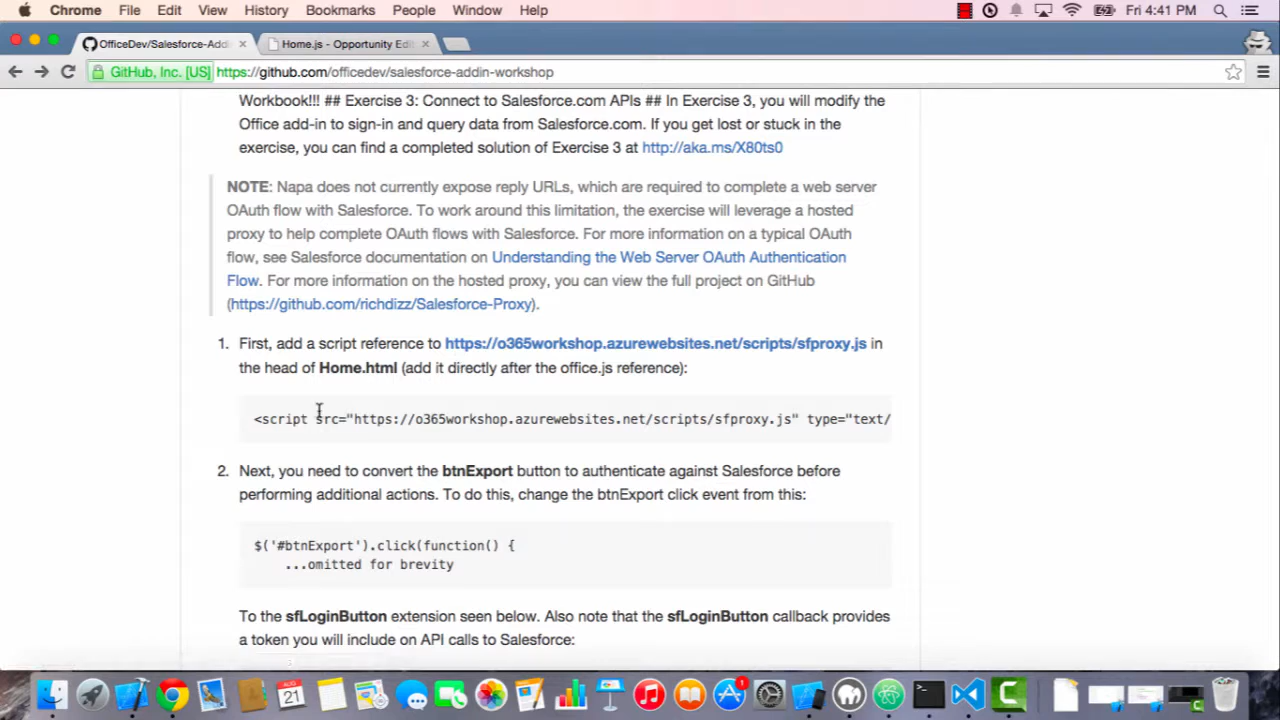 Chrome File Edit View History Bookmarks People Window Help Fri 4:41 PM
OfficeDev/Salesforce-Addi Home.js - Opportunity Edit
GitHub, Inc. [US] https://github.com/officedev/salesforce-addin-workshop
Workbook!!! ## Exercise 3: Connect to Salesforce.com APIs ## In Exercise 3, you will modify the
Office add-in to sign-in and query data from Salesforce.com. If you get lost or stuck in the
exercise, you can find a completed solution of Exercise 3 at http://aka.ms/X80ts0
NOTE: Napa does not currently expose reply URLs, which are required to complete a web server
OAuth flow with Salesforce. To work around this limitation, the exercise will leverage a hosted
proxy to help complete OAuth flows with Salesforce. For more information on a typical OAuth
flow, see Salesforce documentation on Understanding the Web Server OAuth Authentication
Flow. For more information on the hosted proxy, you can view the full project on GitHub
(https://github.com/richdizz/Salesforce-Proxy).
1. First, add a script reference to https://o365workshop.azurewebsites.net/scripts/sfproxy.js in
the head of Home.html (add it directly after the office.js reference):
<script src="https://o365workshop.azurewebsites.net/scripts/sfproxy.js" type="text/
2. Next, you need to convert the btnExport button to authenticate against Salesforce before
performing additional actions. To do this, change the btnExport click event from this:
$('#btnExport').click(function() {
...omitted for brevity
To the sfLoginButton extension seen below. Also note that the sfLoginButton callback provides
a token you will include on API calls to Salesforce:
AUG
21
1